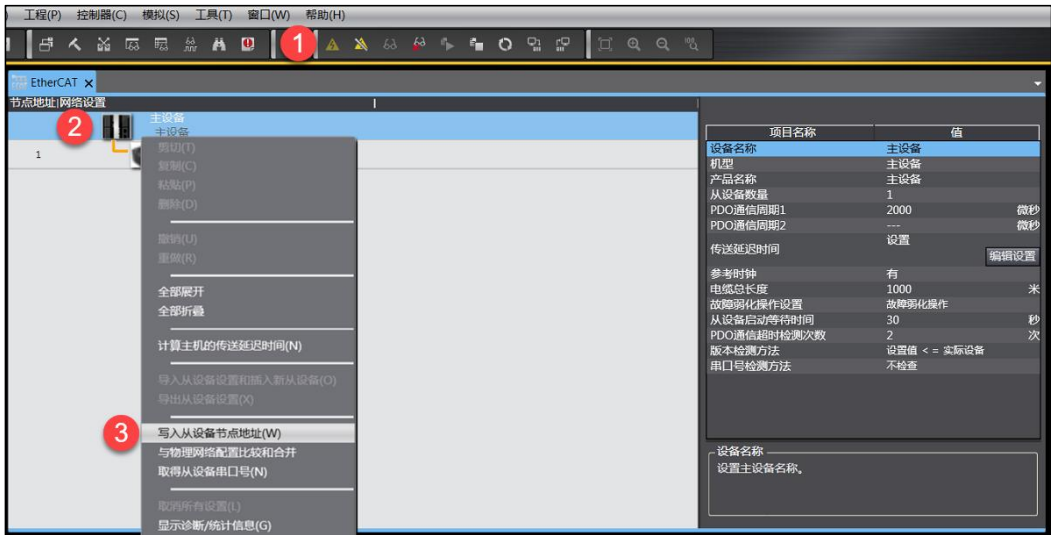 工程(P) 控制器(C) 模拟(S) 工具(T) 窗口(W) 帮助(H)
1
EtherCAT
节点地址|网络设置
2
主设备
主设备
1
剪切(T)
复制(C)
粘贴(P)
删除(D)
撤销(U)
重做(R)
全部展开
全部折叠
计算主机的传送延迟时间(N)
导入从设备设置和插入新从设备(O)
导出从设备设置(X)
3
写入从设备节点地址(W)
与物理网络配置比较和合并
取得从设备串口号(N)
取消所有设置(L)
显示诊断/统计信息(G)
项目名称 值
设备名称 主设备
机型 主设备
产品名称 主设备
从设备数量 1
PDO通信周期1 2000 微秒
PDO通信周期2 --- 微秒
传送延迟时间 设置
编辑设置
参考时钟 有
电缆总长度 1000 米
故障弱化操作设置 故障弱化操作
从设备启动等待时间 30 秒
PDO通信超时检测次数 2 次
版本检测方法 设置值 < = 实际设备
串口号检测方法 不检查
设备名称
设置主设备名称。